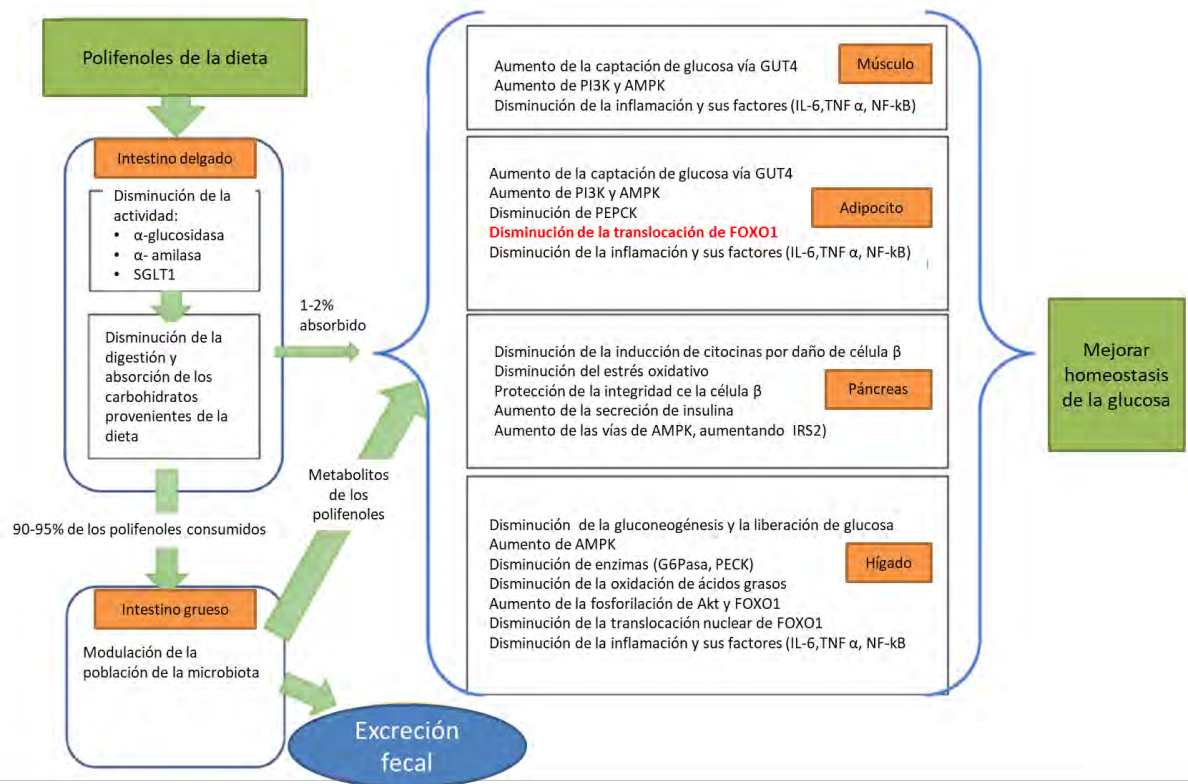 Polifenoles de la dieta
Intestino delgado
Disminución de la
actividad:
• α-glucosidasa
• α- amilasa
• SGLT1
Disminución de la
digestión y
absorción de los
carbohidratos
provenientes de la
dieta
1-2%
absorbido
90-95% de los polifenoles consumidos
Metabolitos
de los
polifenoles
Intestino grueso
Modulación de la
población de la microbiota
Excreción
fecal
Músculo
Aumento de la captación de glucosa vía GUT4
Aumento de PI3K y AMPK
Disminución de la inflamación y sus factores (IL-6,TNF α, NF-kB)
Adipocito
Aumento de la captación de glucosa vía GUT4
Aumento de PI3K y AMPK
Disminución de PEPCK
Disminución de la translocación de FOXO1
Disminución de la inflamación y sus factores (IL-6,TNF α, NF-kB)
Páncreas
Disminución de la inducción de citocinas por daño de célula β
Disminución del estrés oxidativo
Protección de la integridad ce la célula β
Aumento de la secreción de insulina
Aumento de las vías de AMPK, aumentando IRS2)
Hígado
Disminución de la gluconeogénesis y la liberación de glucosa
Aumento de AMPK
Disminución de enzimas (G6Pasa, PECK)
Disminución de la oxidación de ácidos grasos
Aumento de la fosforilación de Akt y FOXO1
Disminución de la translocación nuclear de FOXO1
Disminución de la inflamación y sus factores (IL-6,TNF α, NF-kB
Mejorar
homeostasis
de la glucosa